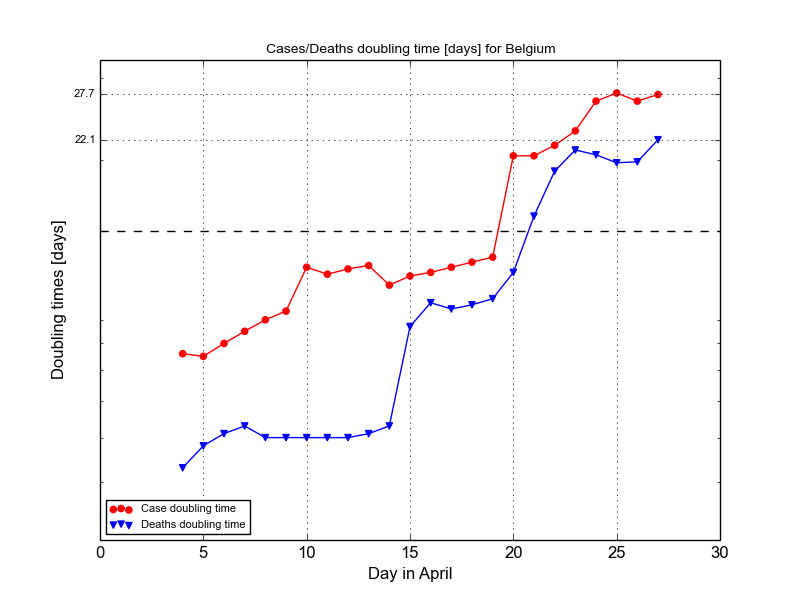 Cases/Deaths doubling time [days] for Belgium
27.7
22.1
Doubling times [days]
Case doubling time
Deaths doubling time
0 5 10 15 20 25 30
Day in April